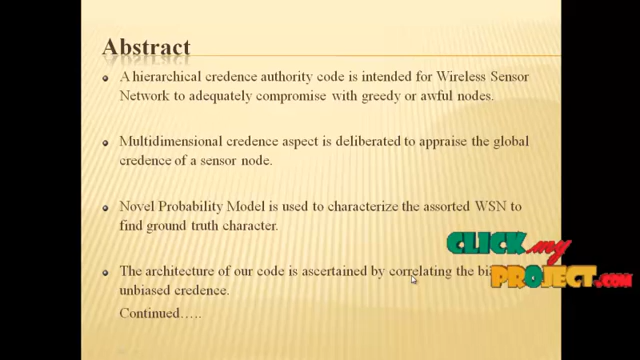 Abstract
A hierarchical credence authority code is intended for Wireless Sensor
Network to adequately compromise with greedy or awful nodes.
Multidimensional credence aspect is deliberated to appraise the global
credence of a sensor node.
Novel Probability Model is used to characterize the assorted WSN to
find ground truth character.
The architecture of our code is ascertained by correlating the
unbiased credence.
Continued.....
CLICK my
PROJECT.COM